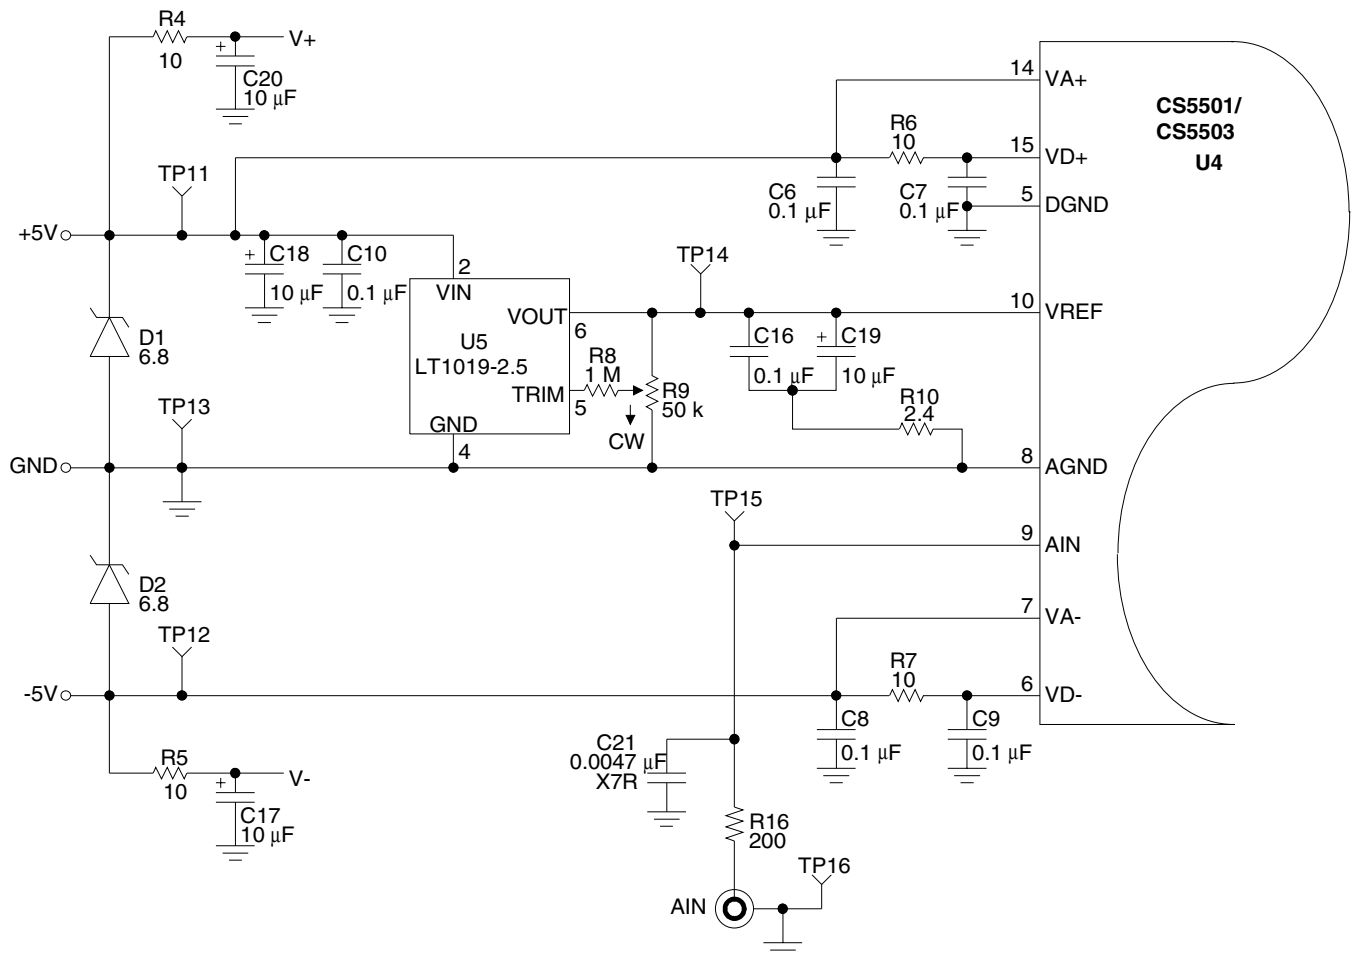 R4
10
+
V+
C20
10 µF
14
VA+
CS5501/
CS5503
U4
R6
10
15
VD+
TP11
C6
0.1 µF
C7
0.1 µF
5
DGND
+5V
+
C18
10 µF
C10
0.1 µF
2
VIN
TP14
10
VREF
VOUT
6
U5
LT1019-2.5
D1
6.8
C16
0.1 µF
+
C19
10 µF
R8
1 M
TRIM
5
R9
50 k
R10
2.4
TP13
GND
4
CW
GND
8
AGND
TP15
9
AIN
D2
6.8
7
VA-
TP12
R7
10
-5V
6
VD-
C8
0.1 µF
C9
0.1 µF
R5
10
+
V-
C17
10 µF
C21
0.0047 µF
X7R
R16
200
TP16
AIN